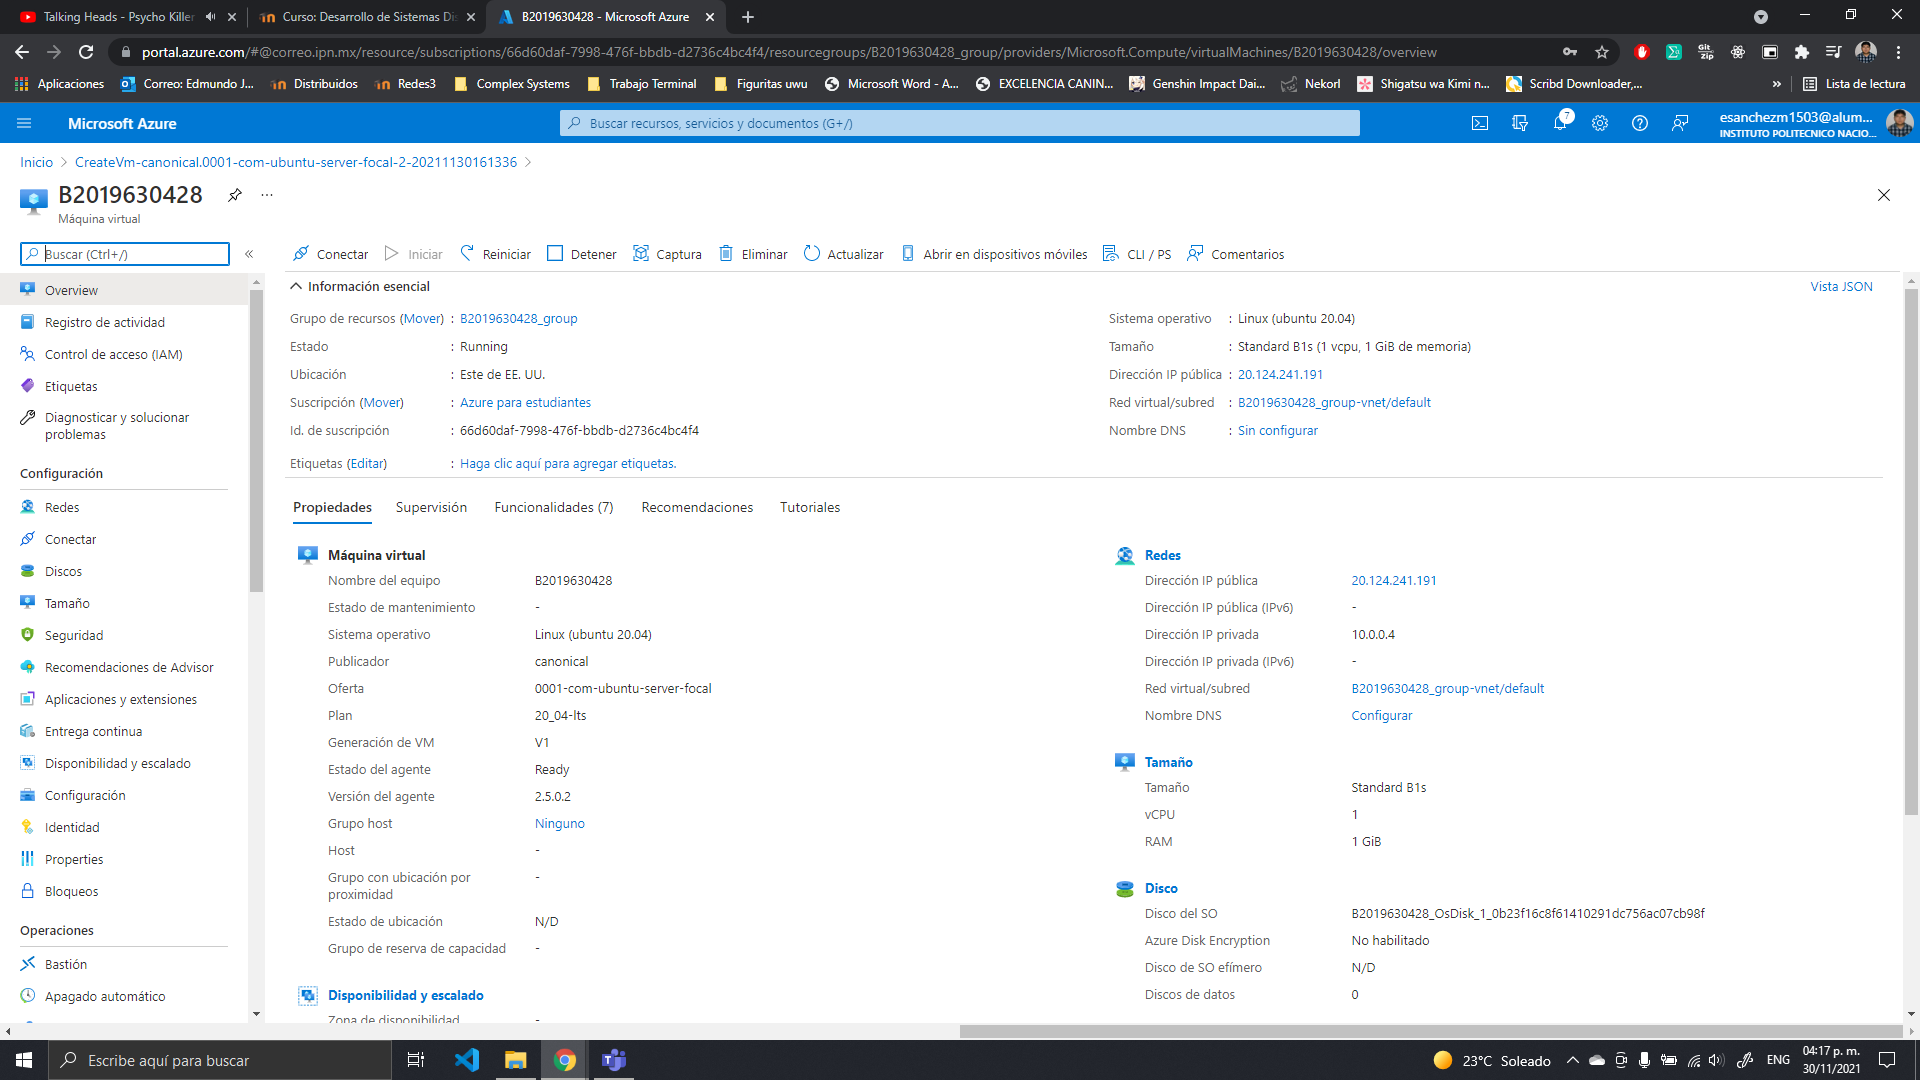 Talking Heads - Psycho Killer
Curso: Desarrollo de Sistemas Dis
B2019630428 - Microsoft Azure
portal.azure.com/#@correo.ipn.mx/resource/subscriptions/66d60daf-7998-476f-bbdb-d2736c4bc4f4/resourcegroups/B2019630428_group/providers/Microsoft.Compute/virtualMachines/B2019630428/overview
Aplicaciones
Correo: Edmundo J...
Distribuidos
Redes3
Complex Systems
Trabajo Terminal
Figuritas uwu
Microsoft Word - A...
EXCELENCIA CANIN...
Genshin Impact Dai...
Nekorl
Shigatsu wa Kimi n...
Scribd Downloader,...
»
Lista de lectura
Microsoft Azure
Buscar recursos, servicios y documentos (G+/)
7
esanchezm1503@alum...
INSTITUTO POLITECNICO NACIO...
Inicio > CreateVm-canonical.0001-com-ubuntu-server-focal-2-20211130161336 >
B2019630428
Máquina virtual
Buscar (Ctrl+/)
«
Conectar
Iniciar
Reiniciar
Detener
Captura
Eliminar
Actualizar
Abrir en dispositivos móviles
CLI / PS
Comentarios
Overview
Registro de actividad
Control de acceso (IAM)
Etiquetas
Diagnosticar y solucionar
problemas
Configuración
Redes
Conectar
Discos
Tamaño
Seguridad
Recomendaciones de Advisor
Aplicaciones y extensiones
Entrega continua
Disponibilidad y escalado
Configuración
Identidad
Properties
Bloqueos
Operaciones
Bastión
Apagado automático
Información esencial
Vista JSON
Grupo de recursos (Mover) : B2019630428_group
Estado : Running
Ubicación : Este de EE. UU.
Suscripción (Mover) : Azure para estudiantes
Id. de suscripción : 66d60daf-7998-476f-bbdb-d2736c4bc4f4
Etiquetas (Editar) : Haga clic aquí para agregar etiquetas.
Sistema operativo : Linux (ubuntu 20.04)
Tamaño : Standard B1s (1 vcpu, 1 GiB de memoria)
Dirección IP pública : 20.124.241.191
Red virtual/subred : B2019630428_group-vnet/default
Nombre DNS : Sin configurar
Propiedades
Supervisión
Funcionalidades (7)
Recomendaciones
Tutoriales
Máquina virtual
Nombre del equipo B2019630428
Estado de mantenimiento -
Sistema operativo Linux (ubuntu 20.04)
Publicador canonical
Oferta 0001-com-ubuntu-server-focal
Plan 20_04-lts
Generación de VM V1
Estado del agente Ready
Versión del agente 2.5.0.2
Grupo host Ninguno
Host -
Grupo con ubicación por -
proximidad
Estado de ubicación N/D
Grupo de reserva de capacidad -
Disponibilidad y escalado
Zona de disponibilidad -
Redes
Dirección IP pública 20.124.241.191
Dirección IP pública (IPv6) -
Dirección IP privada 10.0.0.4
Dirección IP privada (IPv6) -
Red virtual/subred B2019630428_group-vnet/default
Nombre DNS Configurar
Tamaño
Tamaño Standard B1s
vCPU 1
RAM 1 GiB
Disco
Disco del SO B2019630428_OsDisk_1_0b23f16c8f61410291dc756ac07cb98f
Azure Disk Encryption No habilitado
Disco de SO efímero N/D
Discos de datos 0
Escribe aquí para buscar
23°C Soleado
ENG
04:17 p. m.
30/11/2021